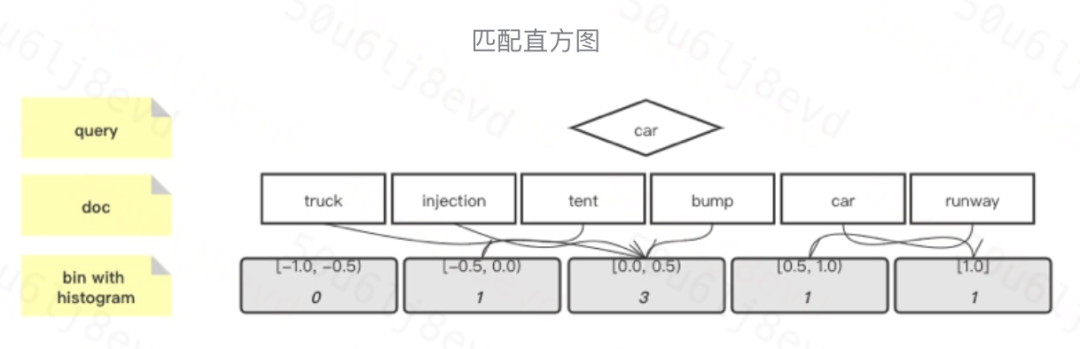 匹配直方图
query
car
doc
truck
injection
tent
bump
car
runway
bin with
histogram
[−1.0, −0.5)
[−0.5, 0.0)
[0.0, 0.5)
[0.5, 1.0)
[1.0]
0
1
3
1
1
50u6lj8evd